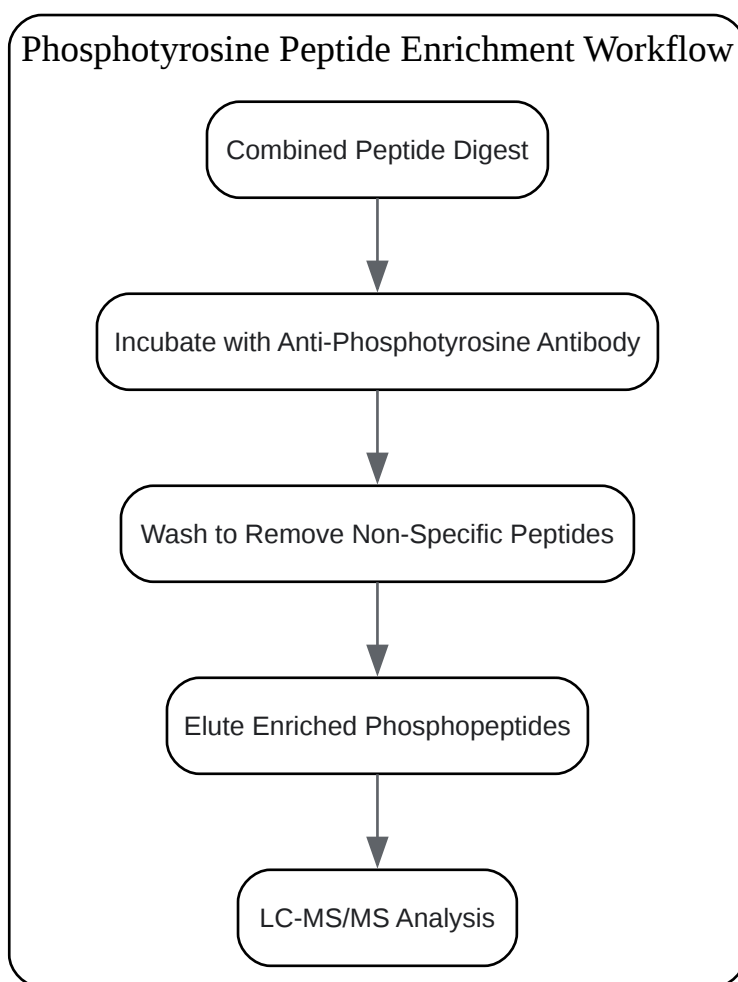 Phosphotyrosine Peptide Enrichment Workflow
Combined Peptide Digest
Incubate with Anti-Phosphotyrosine Antibody
Wash to Remove Non-Specific Peptides
Elute Enriched Phosphopeptides
LC-MS/MS Analysis